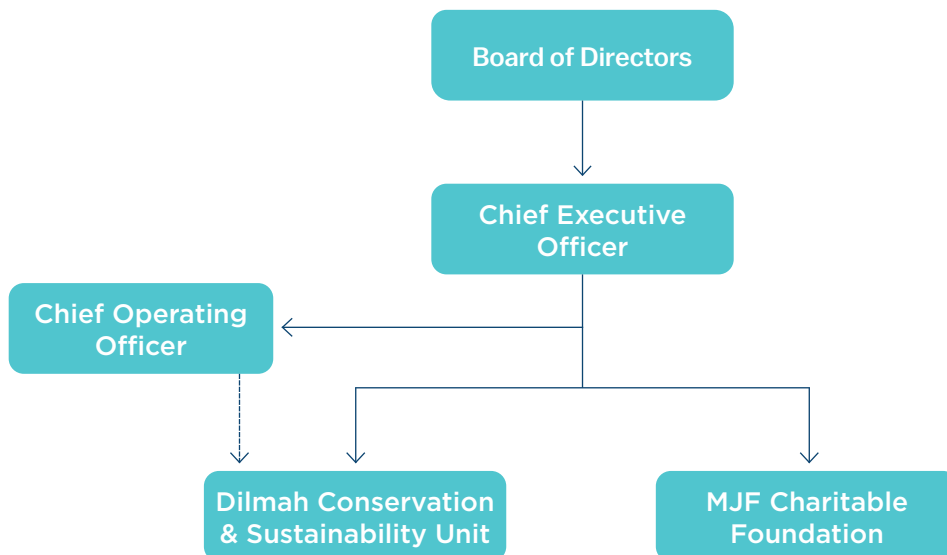 Board of Directors
Chief Executive
Officer
Chief Operating
Officer
Dilmah Conservation
& Sustainability Unit
MJF Charitable
Foundation